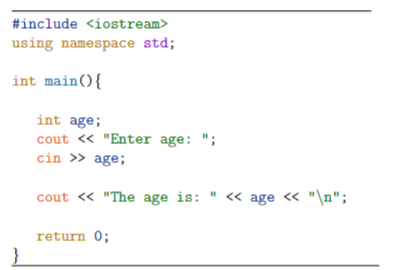 #include <iostream>
using namespace std;
int main(){
int age;
cout << "Enter age: ";
cin >> age;
cout << "The age is: " << age << "\n";
return 0;
}